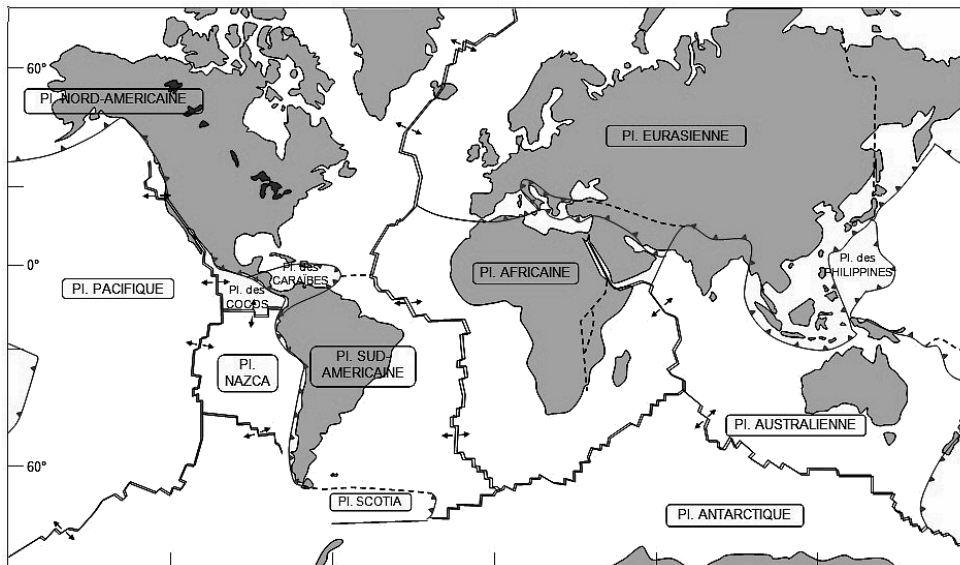 60°
Pl. NORD-AMERICAINE
Pl. EURASIENNE
0°
Pl. PACIFIQUE
Pl. des
COCOS
Pl. des
CARAÏBES
Pl. AFRICAINE
Pl. des
PHILIPPINES
Pl.
NAZCA
Pl. SUD-
AMERICAINE
Pl. AUSTRALIENNE
60°
Pl. SCOTIA
Pl. ANTARCTIQUE